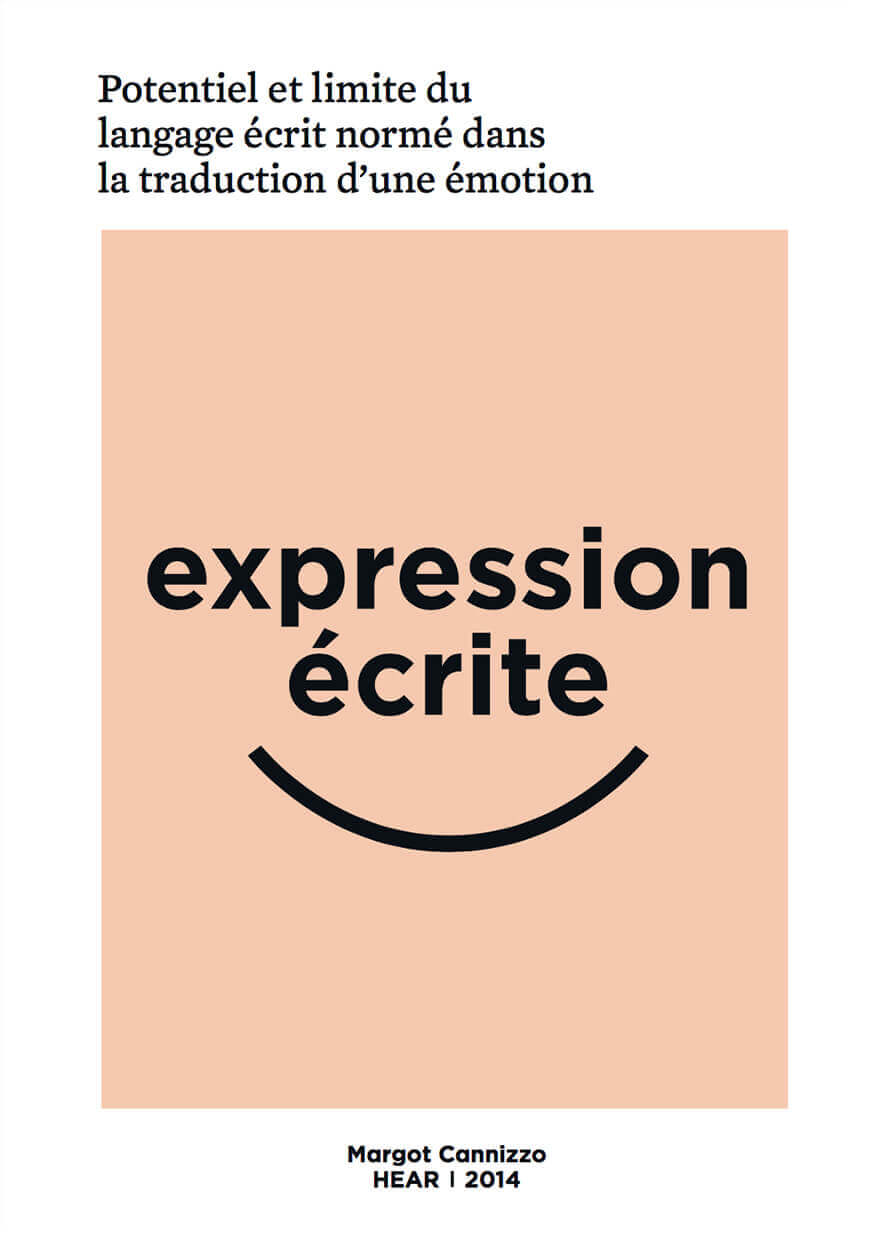 Potentiel et limite du
langage écrit normé dans
la traduction d’une émotion
expression
écrite
Margot Cannizzo
HEAR | 2014